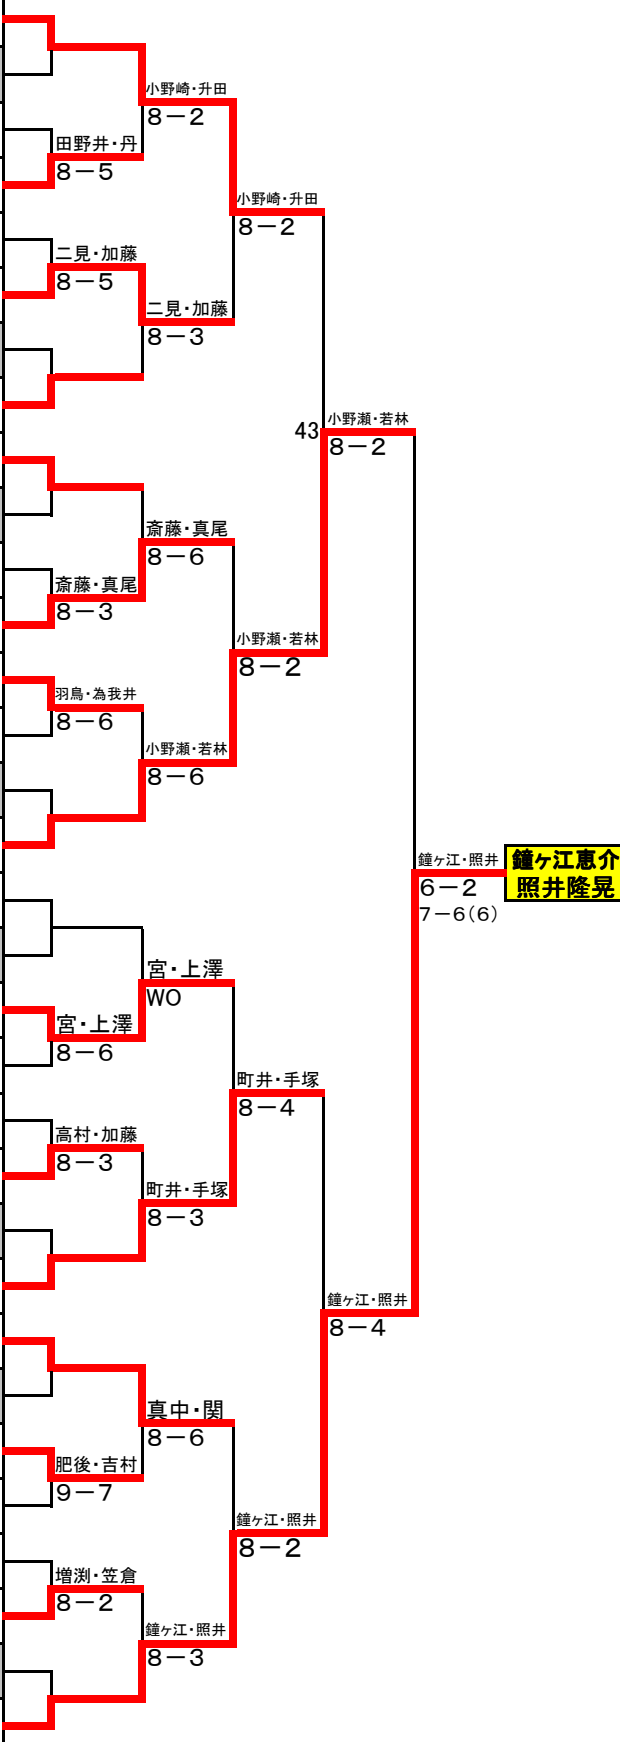 小野崎・升田
8－2
田野井・丹
8－5
小野崎・升田
8－2
二見・加藤
8－5
二見・加藤
8－3
小野瀬・若林
43
8－2
斎藤・真尾
8－6
斎藤・真尾
8－3
小野瀬・若林
8－2
羽鳥・為我井
8－6
小野瀬・若林
8－6
鐘ヶ江・照井
鐘ヶ江恵介
6－2
照井隆晃
7－6(6)
宮・上澤
WO
宮・上澤
8－6
町井・手塚
8－4
高村・加藤
8－3
町井・手塚
8－3
鐘ヶ江・照井
8－4
真中・関
8－6
肥後・吉村
9－7
鐘ヶ江・照井
8－2
増渕・笠倉
8－2
鐘ヶ江・照井
8－3